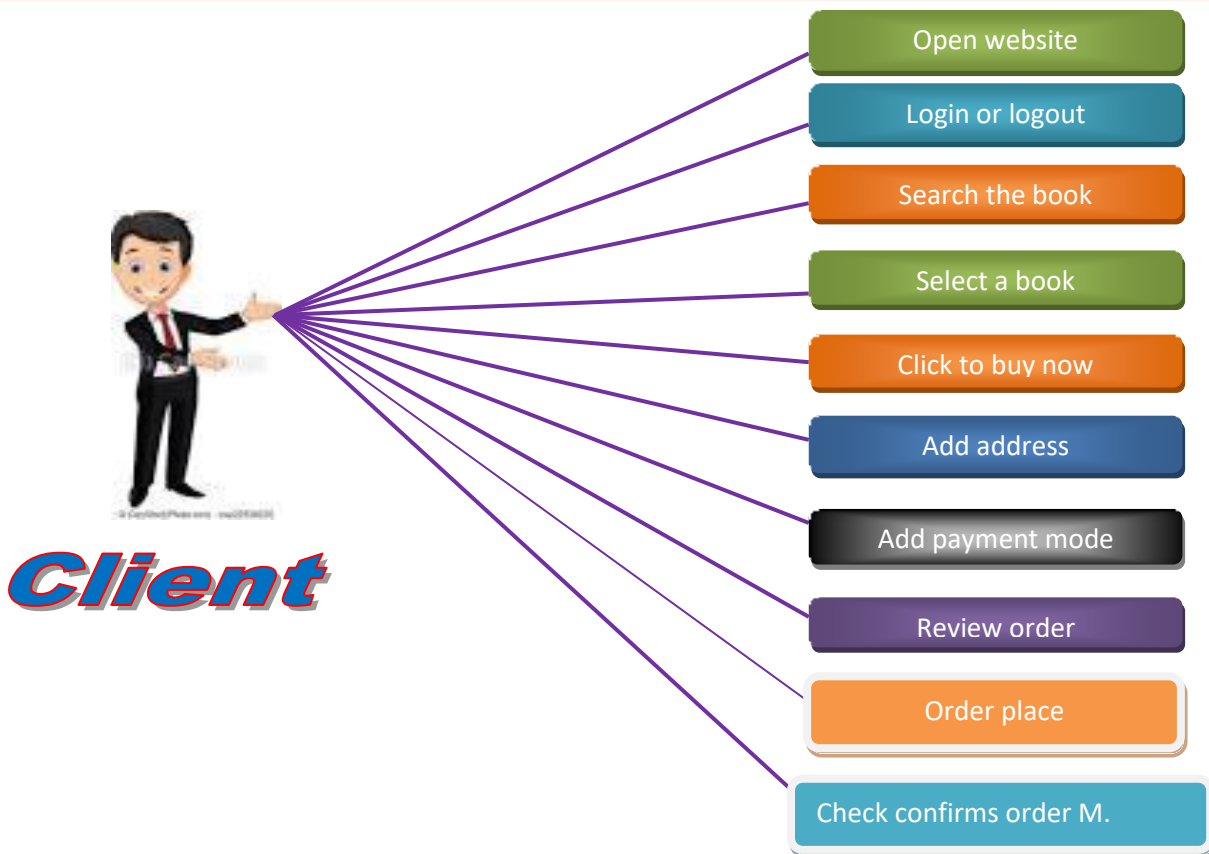 Open website
Login or logout
Search the book
Select a book
Click to buy now
Add address
Add payment mode
Client
Review order
Order place
Check confirms order M.